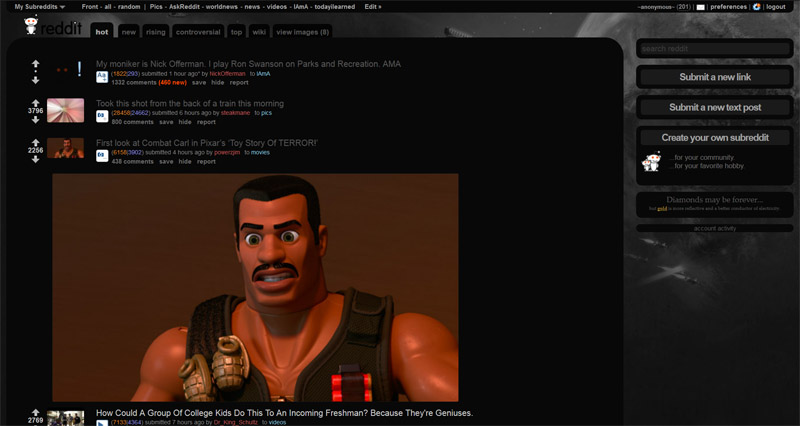 My Subreddits Front - all - random | Pics - AskReddit - worldnews - news - videos - IAmA - todayilearned Edit »
~anonymous~ (201) | | preferences | | logout
reddit hot new rising controversial top wiki view images (8)
search reddit
My moniker is Nick Offerman. I play Ron Swanson on Parks and Recreation. AMA
(1822|293) submitted 1 hour ago* by NickOfferman to IAmA
1332 comments (460 new) save hide report
3796
Took this shot from the back of a train this morning
(28458|24662) submitted 6 hours ago by steakmane to pics
800 comments save hide report
2256
First look at Combat Carl in Pixar's 'Toy Story Of TERROR!'
(6158|3902) submitted 4 hours ago by powercjm to movies
438 comments save hide report
2769
How Could A Group Of College Kids Do This To An Incoming Freshman? Because They're Geniuses.
(7133|4364) submitted 7 hours ago by Dr_King_Schultz to videos
Submit a new link
Submit a new text post
Create your own subreddit
...for your community.
...for your favorite hobby.
Diamonds may be forever...
but gold is more reflective and a better conductor of electricity.
account activity